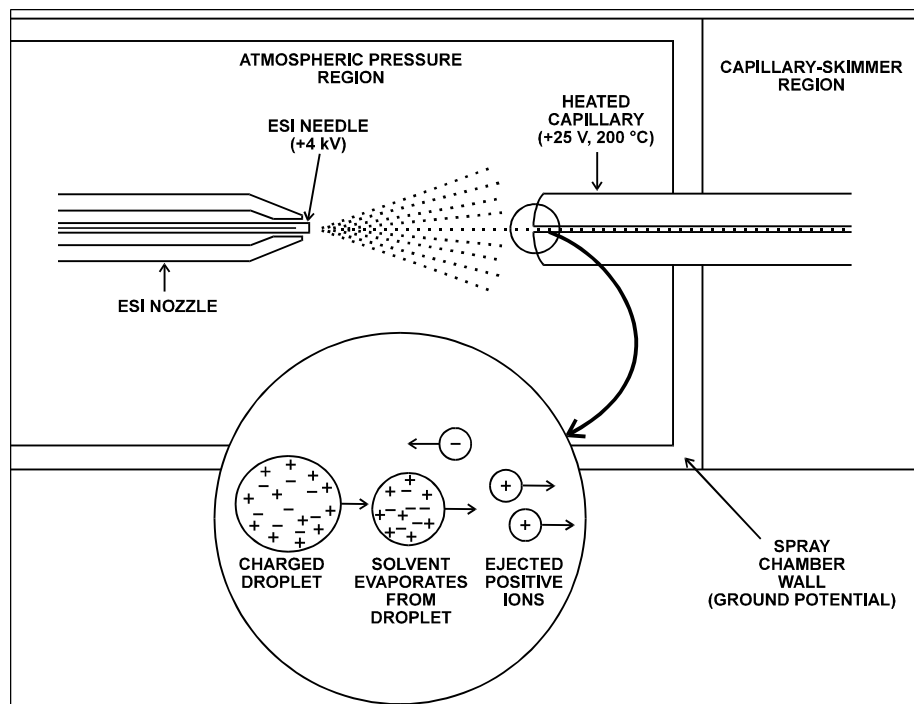 ATMOSPHERIC PRESSURE
REGION
CAPILLARY-SKIMMER
REGION
ESI NEEDLE
(+4 kV)
HEATED
CAPILLARY
(+25 V, 200 °C)
ESI NOZZLE
CHARGED
DROPLET
SOLVENT
EVAPORATES
FROM
DROPLET
EJECTED
POSITIVE
IONS
SPRAY
CHAMBER
WALL
(GROUND POTENTIAL)